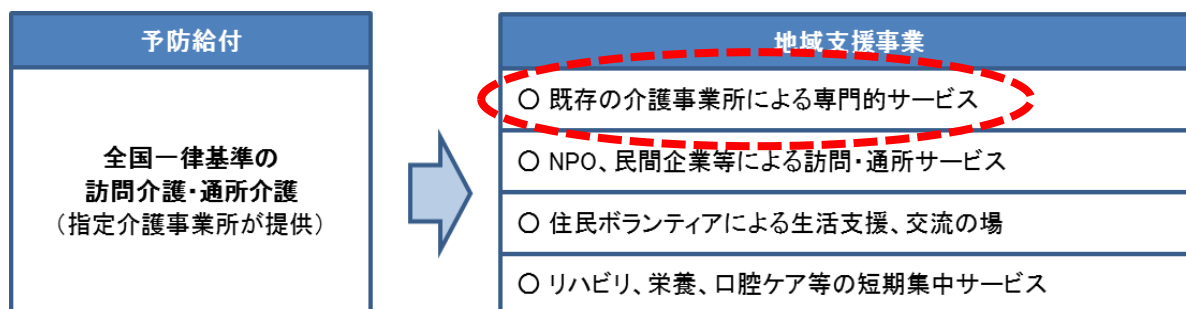 予防給付
全国一律基準の
訪問介護・通所介護
（指定介護事業所が提供）
地域支援事業
○ 既存の介護事業所による専門的サービス
○ NPO、民間企業等による訪問・通所サービス
○ 住民ボランティアによる生活支援、交流の場
○ リハビリ、栄養、口腔ケア等の短期集中サービス